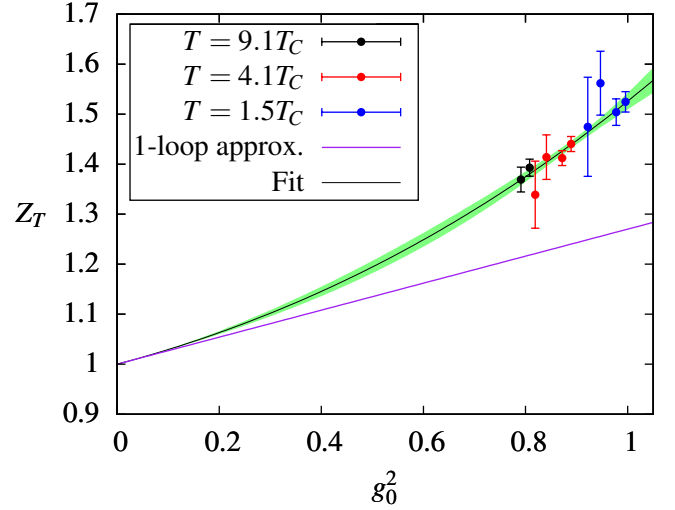 1.7
1.6
1.5
1.4
1.3
1.2
1.1
1
0.9
Z_T
T = 9.1T_C
T = 4.1T_C
T = 1.5T_C
1-loop approx.
Fit
0 0.2 0.4 0.6 0.8 1
g_0^2